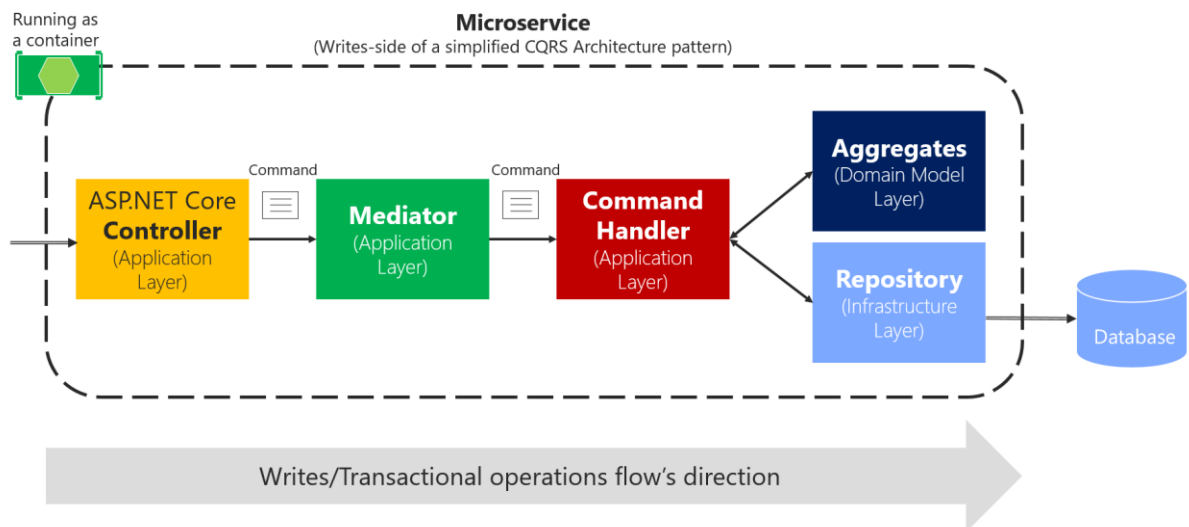 Running as
a container
Microservice
(Writes-side of a simplified CQRS Architecture pattern)
ASP.NET Core
Controller
(Application
Layer)
Command
Mediator
(Application
Layer)
Command
Command
Handler
(Application
Layer)
Aggregates
(Domain Model
Layer)
Repository
(Infrastructure
Layer)
Database
Writes/Transactional operations flow's direction